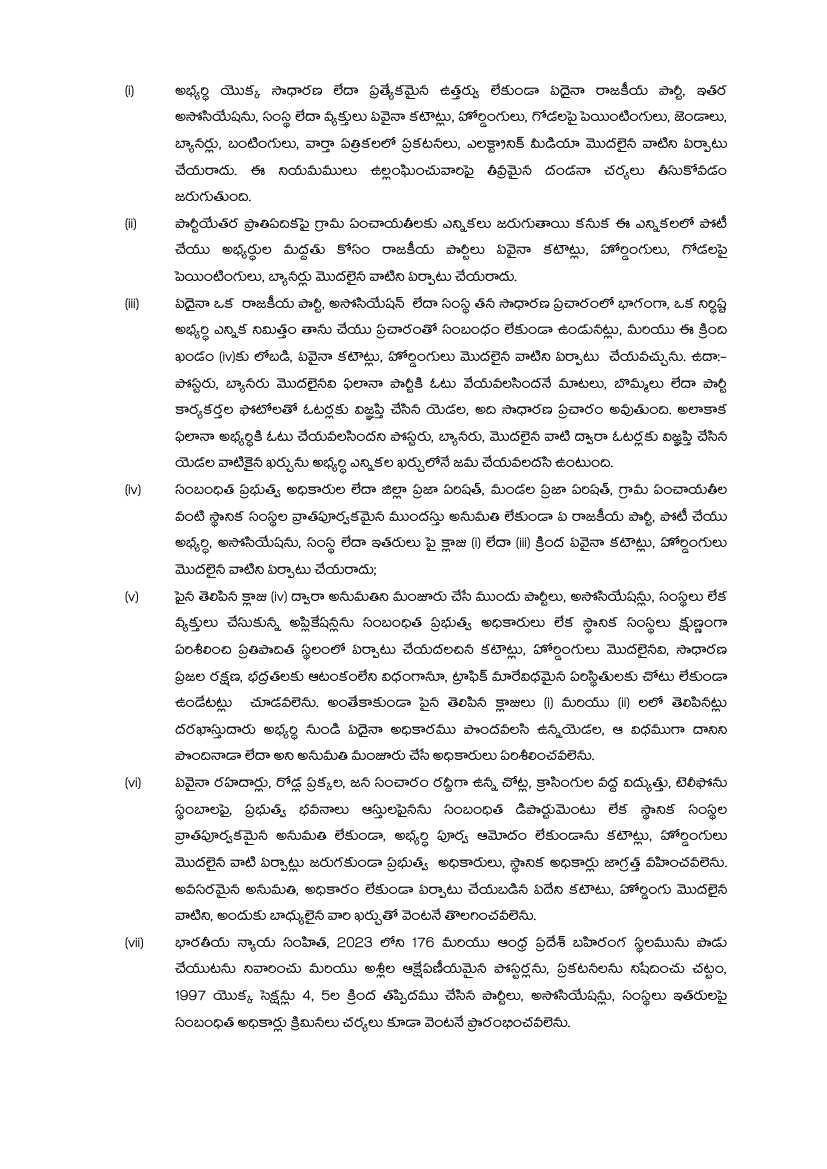 (i) అభ్యర్ధి యొక్క సాధారణ లేదా ప్రత్యేకమైన ఉత్తర్వు లేకుండా ఏదైనా రాజకీయ పార్టీ, ఇతర
అసోసియేషను, సంస్థ లేదా వ్యక్తులు ఏవైనా కటౌట్లు, హోర్డింగులు, గోడలపై పెయింటింగులు, జెండాలు,
బ్యానర్లు, బంటింగులు, వార్తా పత్రికలలో ప్రకటనలు, ఎలక్ట్రానిక్ మీడియా మొదలైన వాటిని ఏర్పాటు
చేయరాదు. ఈ నియమములు ఉల్లంఘించువారిపై తీవ్రమైన దండనా చర్యలు తీసుకోవడం
జరుగుతుంది.
(ii) పార్టీయేతర ప్రాతిపదికపై గ్రామ పంచాయతీలకు ఎన్నికలు జరుగుతాయి కనుక ఈ ఎన్నికలలో పోటీ
చేయు అభ్యర్ధుల మద్దతు కోసం రాజకీయ పార్టీలు ఏవైనా కటౌట్లు, హోర్డింగులు, గోడలపై
పెయింటింగులు, బ్యానర్లు మొదలైన వాటిని ఏర్పాటు చేయరాదు.
(iii) ఏదైనా ఒక రాజకీయ పార్టీ, అసోసియేషన్ లేదా సంస్థ తన సాధారణ ప్రచారంలో భాగంగా, ఒక నిర్ధిష్ట
అభ్యర్ధి ఎన్నిక నిమిత్తం తాను చేయు ప్రచారంతో సంబంధం లేకుండా ఉండునట్లు, మరియు ఈ క్రింది
ఖండం (iv)కు లోబడి, ఏవైనా కటౌట్లు, హోర్డింగులు మొదలైన వాటిని ఏర్పాటు చేయవచ్చును. ఉదా:-
పోస్టరు, బ్యానరు మొదలైనవి ఫలానా పార్టీకి ఓటు వేయవలసిందనే మాటలు, బొమ్మలు లేదా పార్టీ
కార్యకర్తల ఫోటోలతో ఓటర్లకు విజ్ఞప్తి చేసిన యెడల, అది సాధారణ ప్రచారం అవుతుంది. అలాకాక
ఫలానా అభ్యర్థికి ఓటు చేయవలసిందని పోస్టరు, బ్యానరు, మొదలైన వాటి ద్వారా ఓటర్లకు విజ్ఞప్తి చేసిన
యెడల వాటికైన ఖర్చును అభ్యర్ధి ఎన్నికల ఖర్చులోనే జమ చేయవలదసి ఉంటుంది.
(iv) సంబంధిత ప్రభుత్వ అధికారుల లేదా జిల్లా ప్రజా పరిషత్, మండల ప్రజా పరిషత్, గ్రామ పంచాయతీల
వంటి స్థానిక సంస్థల వ్రాతపూర్వకమైన ముందస్తు అనుమతి లేకుండా ఏ రాజకీయ పార్టీ, పోటీ చేయు
అభ్యర్ధి, అసోసియేషను, సంస్థ లేదా ఇతరులు పై క్లాజు (i) లేదా (iii) క్రింద ఏవైనా కటౌట్లు, హోర్డింగులు
మొదలైన వాటిని ఏర్పాటు చేయరాదు;
(v) పైన తెలిపిన క్లాజు (iv) ద్వారా అనుమతిని మంజూరు చేసే ముందు పార్టీలు, అసోసియేషన్లు, సంస్థలు లేక
వ్యక్తులు చేసుకున్న అప్లికేషన్లను సంబంధిత ప్రభుత్వ అధికారులు లేక స్థానిక సంస్థలు క్షుణ్ణంగా
పరిశీలించి ప్రతిపాదిత స్థలంలో ఏర్పాటు చేయదలచిన కటౌట్లు, హోర్డింగులు మొదలైనవి, సాధారణ
ప్రజల రక్షణ, భద్రతలకు ఆటంకంలేని విధంగానూ, ట్రాఫిక్ మారేవిధమైన పరిస్థితులకు చోటు లేకుండా
ఉండేటట్లు చూడవలెను. అంతేకాకుండా పైన తెలిపిన క్లాజులు (i) మరియు (ii) లలో తెలిపినట్లు
దరఖాస్తుదారు అభ్యర్ధి నుండి ఏదైనా అధికారము పొందవలసి ఉన్నయెడల, ఆ విధముగా దానిని
పొందినాడా లేదా అని అనుమతి మంజూరు చేసే అధికారులు పరిశీలించవలెను.
(vi) ఏవైనా రహదార్లు, రోడ్ల ప్రక్కల, జన సంచారం రద్దీగా ఉన్న చోట్ల, క్రాసింగుల వద్ద విద్యుత్తు, టెలీఫోను
స్థంబాలపై, ప్రభుత్వ భవనాలు ఆస్తులపైనను సంబంధిత డిపార్టుమెంటు లేక స్థానిక సంస్థల
వ్రాతపూర్వకమైన అనుమతి లేకుండా, అభ్యర్ధి పూర్వ ఆమోదం లేకుండాను కటౌట్లు, హోర్డింగులు
మొదలైన వాటి ఏర్పాట్లు జరుగకుండా ప్రభుత్వ అధికారులు, స్థానిక అధికార్లు జాగ్రత్త వహించవలెను.
అవసరమైన అనుమతి, అధికారం లేకుండా ఏర్పాటు చేయబడిన ఏదేని కటౌటు, హోర్డింగు మొదలైన
వాటిని, అందుకు బాధ్యులైన వారి ఖర్చుతో వెంటనే తొలగించవలెను.
(vii) భారతీయ న్యాయ సంహిత, 2023 లోని 176 మరియు ఆంధ్ర ప్రదేశ్ బహిరంగ స్థలమును పాడు
చేయుటను నివారించు మరియు అశ్లీల ఆక్షేపణీయమైన పోస్టర్లను, ప్రకటనలను నిషేదించు చట్టం,
1997 యొక్క సెక్షన్లు 4, 5ల క్రింద తప్పిదము చేసిన పార్టీలు, అసోసియేషన్లు, సంస్థలు ఇతరులపై
సంబంధిత అధికార్లు క్రిమినలు చర్యలు కూడా వెంటనే ప్రారంభించవలెను.